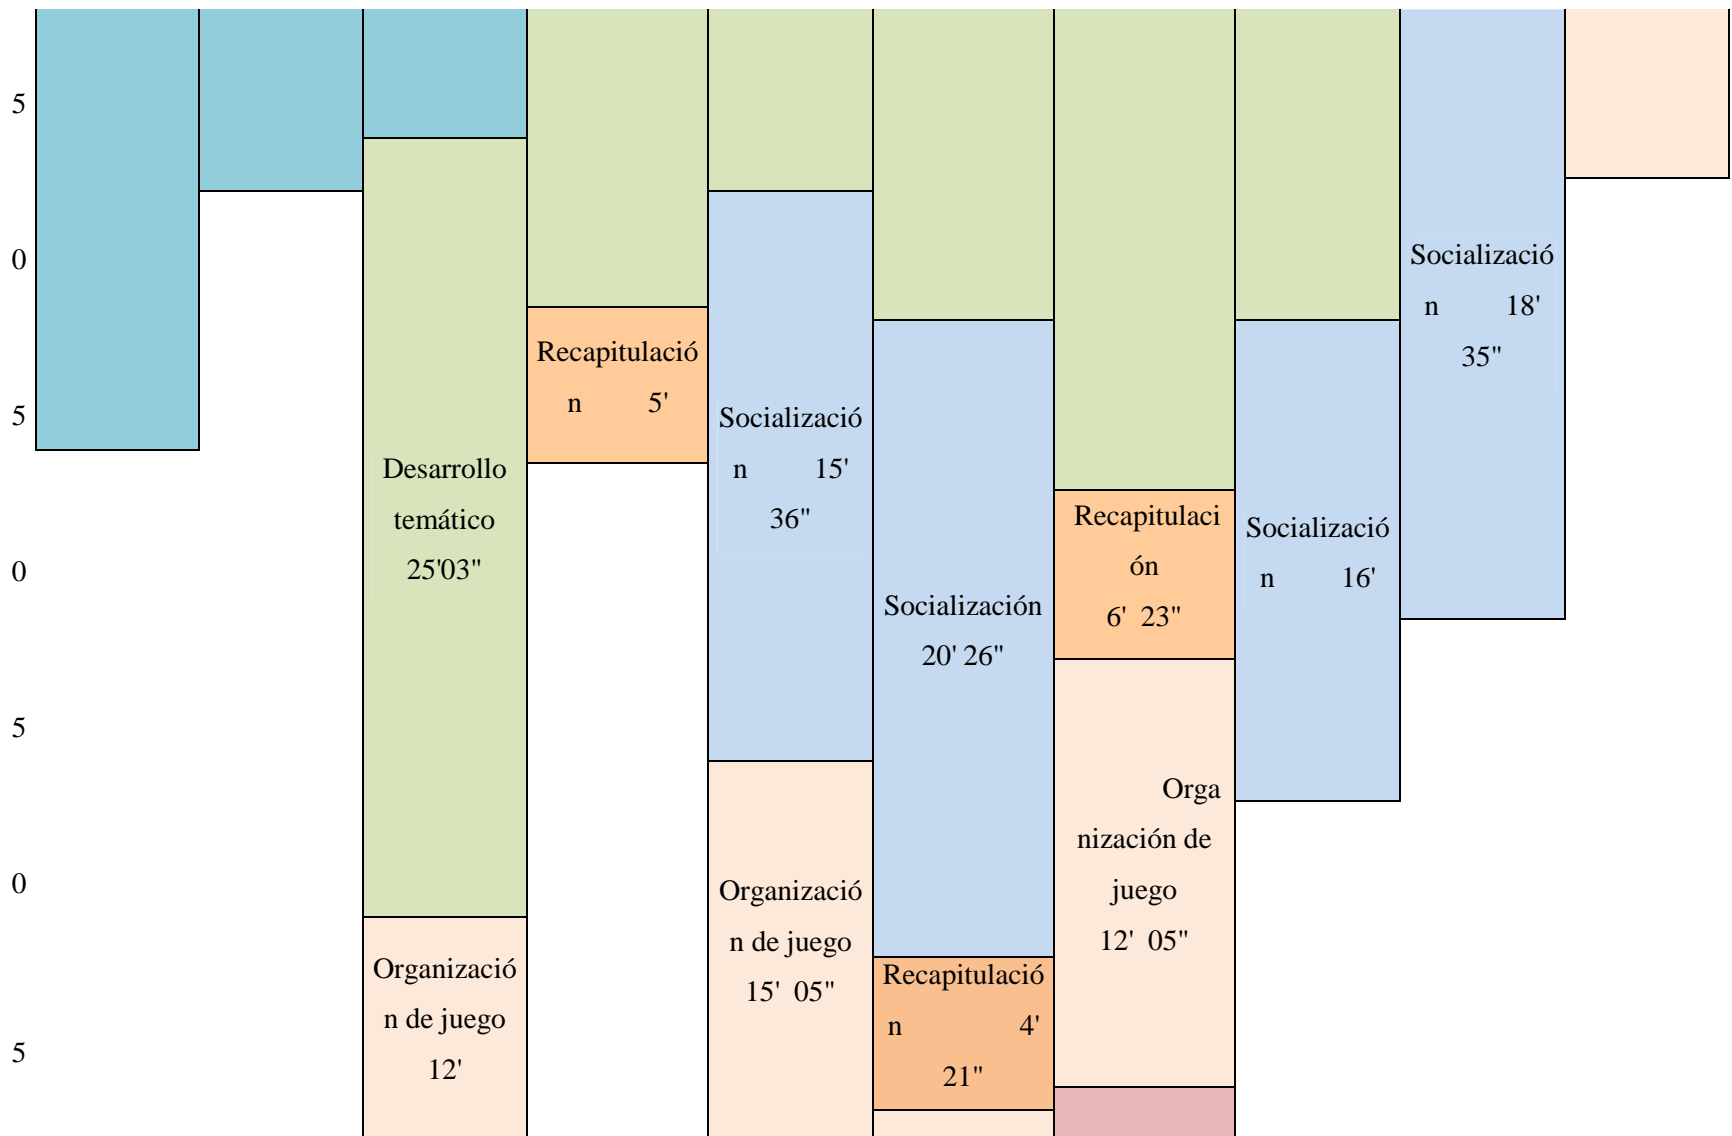 5
0
5
0
5
0
5
Desarrollo
temático
25'03"
Organizació
n de juego
12'
Recapitulació
n 5'
Socializació
n 15'
36"
Organizació
n de juego
15' 05"
Socialización
20' 26"
Recapitulació
n 4'
21"
Recapitulaci
ón
6' 23"
Orga
nización de
juego
12' 05"
Socializació
n 16'
Socializació
n 18'
35"